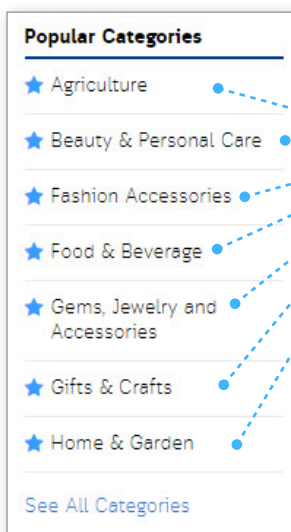 Popular Categories
Agriculture
Beauty & Personal Care
Fashion Accessories
Food & Beverage
Gems, Jewelry and
Accessories
Gifts & Crafts
Home & Garden
See All Categories